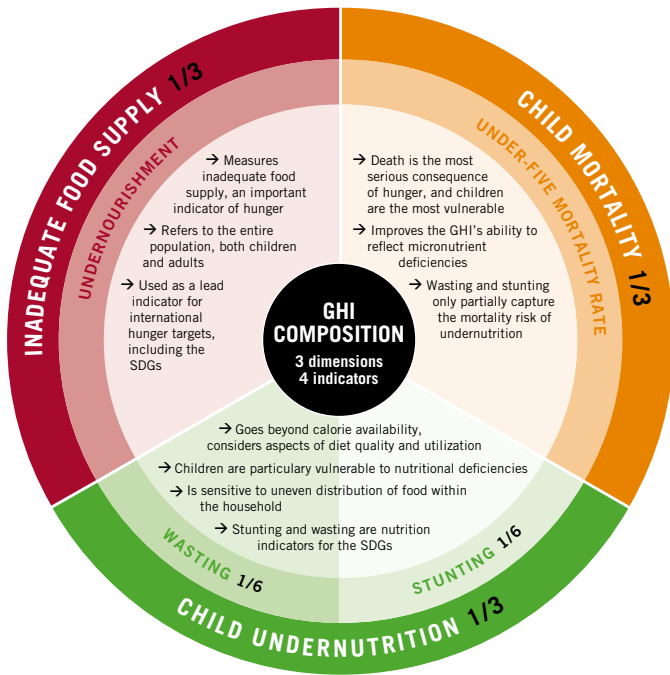 INADEQUATE FOOD SUPPLY 1/3
UNDERNOURISHMENT
→ Measures
inadequate food
supply, an important
indicator of hunger
→ Refers to the entire
population, both children
and adults
→ Used as a lead
indicator for
international
hunger targets,
including the
SDGs
CHILD MORTALITY 1/3
UNDER-FIVE MORTALITY RATE
→ Death is the most
serious consequence
of hunger, and children
are the most vulnerable
→ Improves the GHI's ability to
reflect micronutrient
deficiencies
→ Wasting and stunting
only partially capture
the mortality risk of
undernutrition
GHI
COMPOSITION
3 dimensions
4 indicators
→ Goes beyond calorie availability,
considers aspects of diet quality and utilization
→ Children are particulary vulnerable to nutritional deficiencies
→ Is sensitive to uneven distribution of food within
the household
→ Stunting and wasting are nutrition
indicators for the SDGs
WASTING 1/6
STUNTING 1/6
CHILD UNDERNUTRITION 1/3